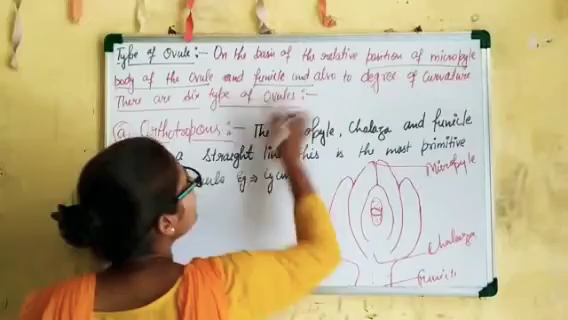 Type of Ovule :- On the basis of the relative position of micropyle
body of the Ovule and funicle and also to degree of curvature
There are six type of Ovules :-
(a) Orthotropous :- The pyle, Chalaza and funicle
a straight line this is the most primitive
Eg ⇒
Micropyle
Chalaza
Funicle